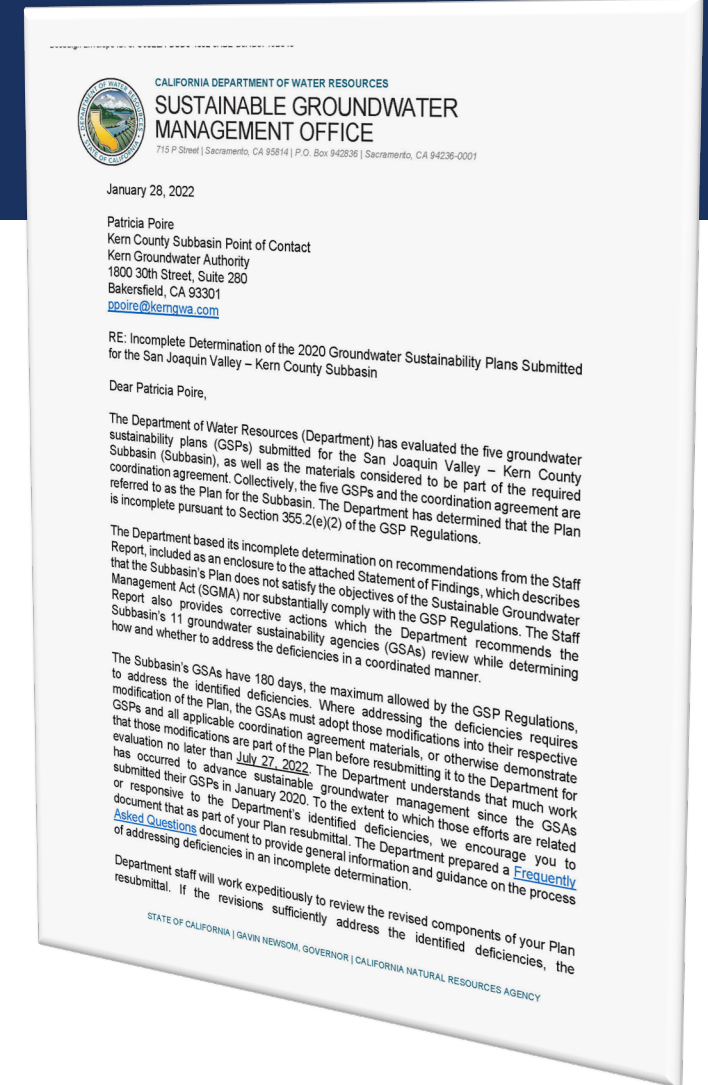 CALIFORNIA DEPARTMENT OF WATER RESOURCES
SUSTAINABLE GROUNDWATER
MANAGEMENT OFFICE
715 P Street | Sacramento, CA 95814 | P.O. Box 942836 | Sacramento, CA 94236-0001
DEPARTMENT OF WATER RESOURCES
STATE OF CALIFORNIA
January 28, 2022
Patricia Poire
Kern County Subbasin Point of Contact
Kern Groundwater Authority
1800 30th Street, Suite 280
Bakersfield, CA 93301
ppoire@kerngwa.com
RE: Incomplete Determination of the 2020 Groundwater Sustainability Plans Submitted
for the San Joaquin Valley – Kern County Subbasin
Dear Patricia Poire,
The Department of Water Resources (Department) has evaluated the five groundwater
sustainability plans (GSPs) submitted for the San Joaquin Valley – Kern County
Subbasin (Subbasin), as well as the materials considered to be part of the required
coordination agreement. Collectively, the five GSPs and the coordination agreement are
referred to as the Plan for the Subbasin. The Department has determined that the Plan
is incomplete pursuant to Section 355.2(e)(2) of the GSP Regulations.
The Department based its incomplete determination on recommendations from the Staff
Report, included as an enclosure to the attached Statement of Findings, which describes
that the Subbasin's Plan does not satisfy the objectives of the Sustainable Groundwater
Management Act (SGMA) nor substantially comply with the GSP Regulations. The Staff
Report also provides corrective actions which the Department recommends the
Subbasin's 11 groundwater sustainability agencies (GSAs) review while determining
how and whether to address the deficiencies in a coordinated manner.
The Subbasin's GSAs have 180 days, the maximum allowed by the GSP Regulations,
to address the identified deficiencies. Where addressing the deficiencies requires
modification of the Plan, the GSAs must adopt those modifications into their respective
GSPs and all applicable coordination agreement materials, or otherwise demonstrate
that those modifications are part of the Plan before resubmitting it to the Department for
evaluation no later than July 27, 2022. The Department understands that much work
has occurred to advance sustainable groundwater management since the GSAs
submitted their GSPs in January 2020. To the extent to which those efforts are related
or responsive to the Department's identified deficiencies, we encourage you to
document that as part of your Plan resubmittal. The Department prepared a Frequently
Asked Questions document to provide general information and guidance on the process
of addressing deficiencies in an incomplete determination.
Department staff will work expeditiously to review the revised components of your Plan
resubmittal. If the revisions sufficiently address the identified deficiencies, the
STATE OF CALIFORNIA | GAVIN NEWSOM, GOVERNOR | CALIFORNIA NATURAL RESOURCES AGENCY